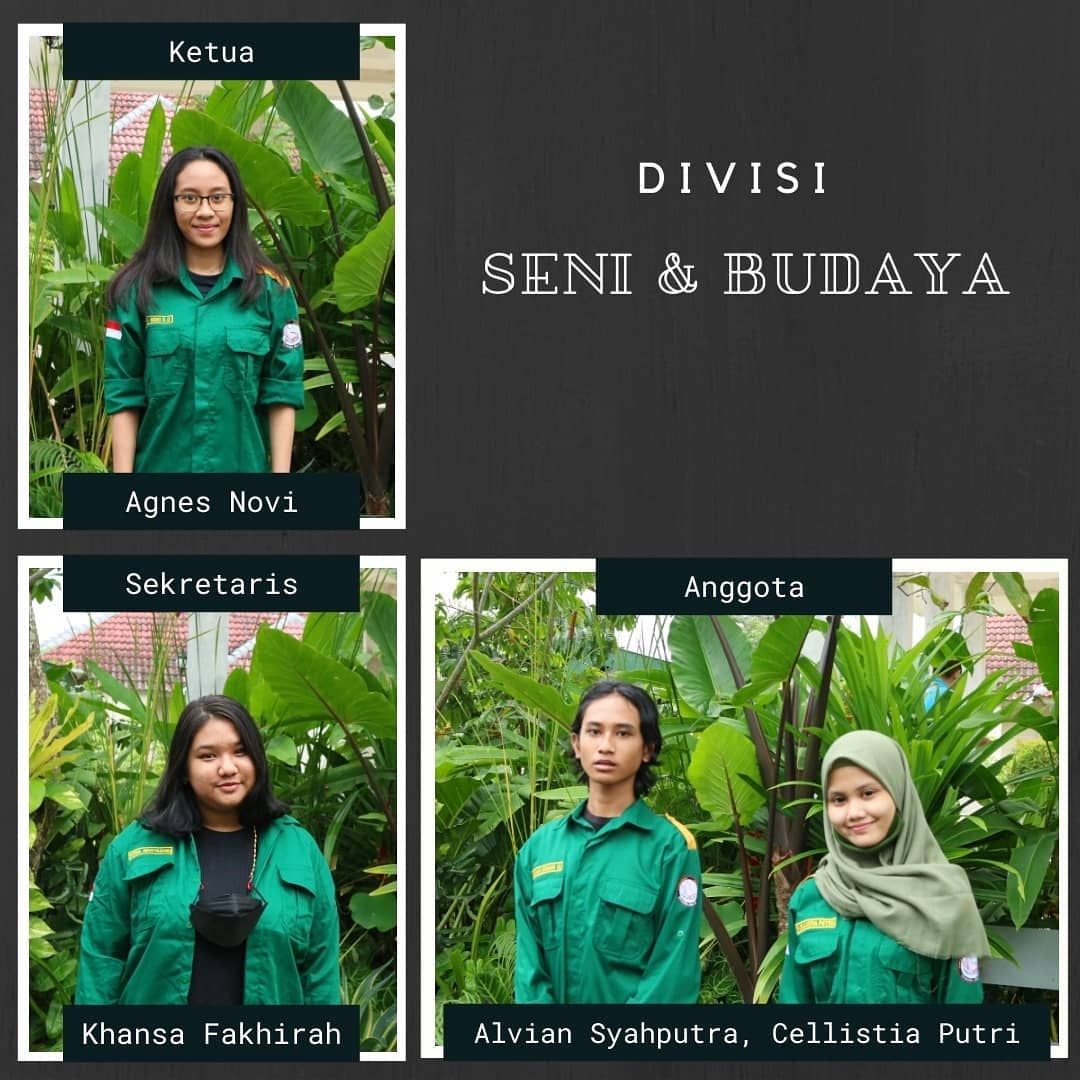 Ketua
DIVISI
SENI & BUDAYA
Agnes Novi
Sekretaris
Anggota
Khansa Fakhirah
Alvian Syahputra, Cellistia Putri